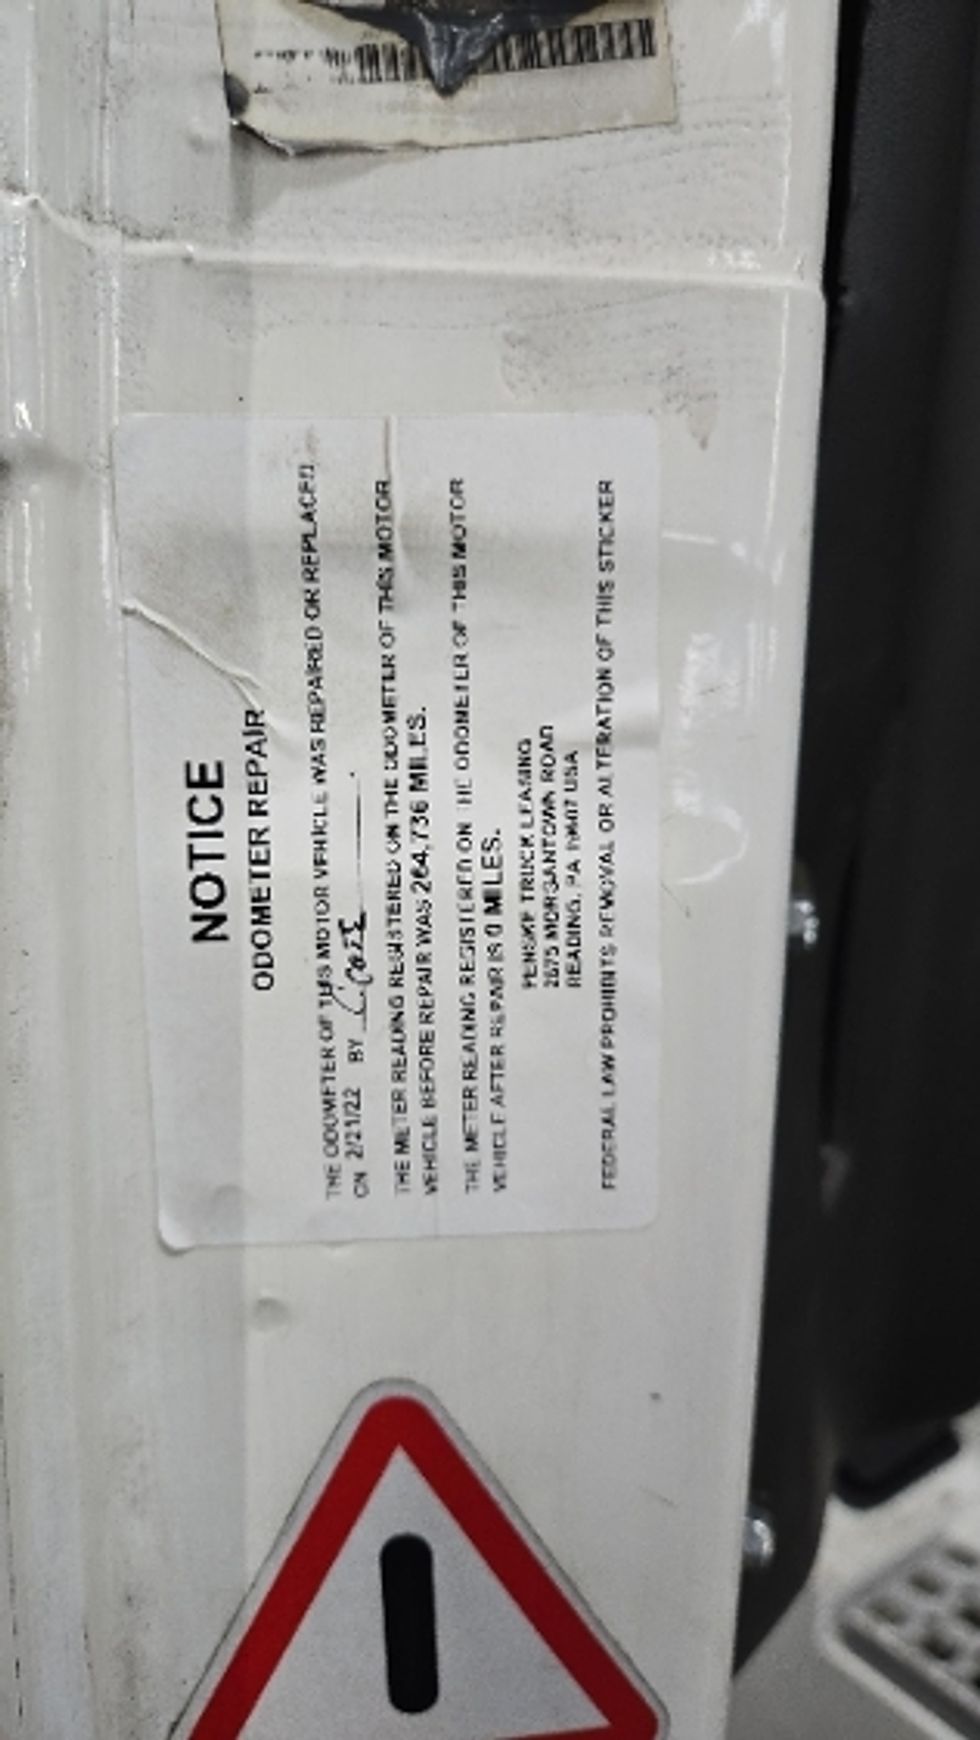 NOTICE
ODOMETER REPAIR
THE ODOMETER OF THIS MOTOR VEHICLE WAS REPAIRED OR REPLACED
ON 2/21/22 BY
THE METER READING REGISTERED ON THE ODOMETER OF THIS MOTOR
VEHICLE BEFORE REPAIR WAS 264,736 MILES.
THE METER READING REGISTERED ON THE ODOMETER OF THIS MOTOR
VEHICLE AFTER REPAIR IS 0 MILES.
PENSKE TRUCK LEASING
2675 MORGANTOWN ROAD
READING, PA 19607 USA
FEDERAL LAW PROHIBITS REMOVAL OR ALTERATION OF THIS STICKER